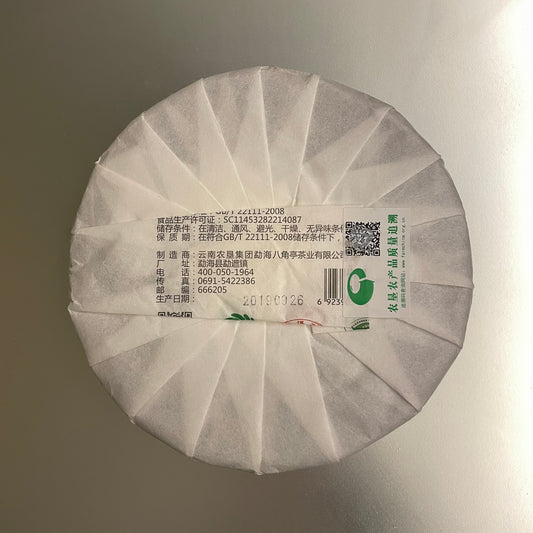 GB/T 22111-2008
食品生产许可证：SC11453282214087
储存条件：在清洁、通风、避光、干燥、无异味条
保 质 期：在符合GB/T 22111-2008储存条件下，
制 造 商：云南农垦集团勐海八角亭茶业有限公司
厂 址：勐海县勐遮镇
电 话：400-050-1964
传 真：0691-5422386
邮 编：666205
生产日期：
20190926
6 923
农垦农产品质量追溯